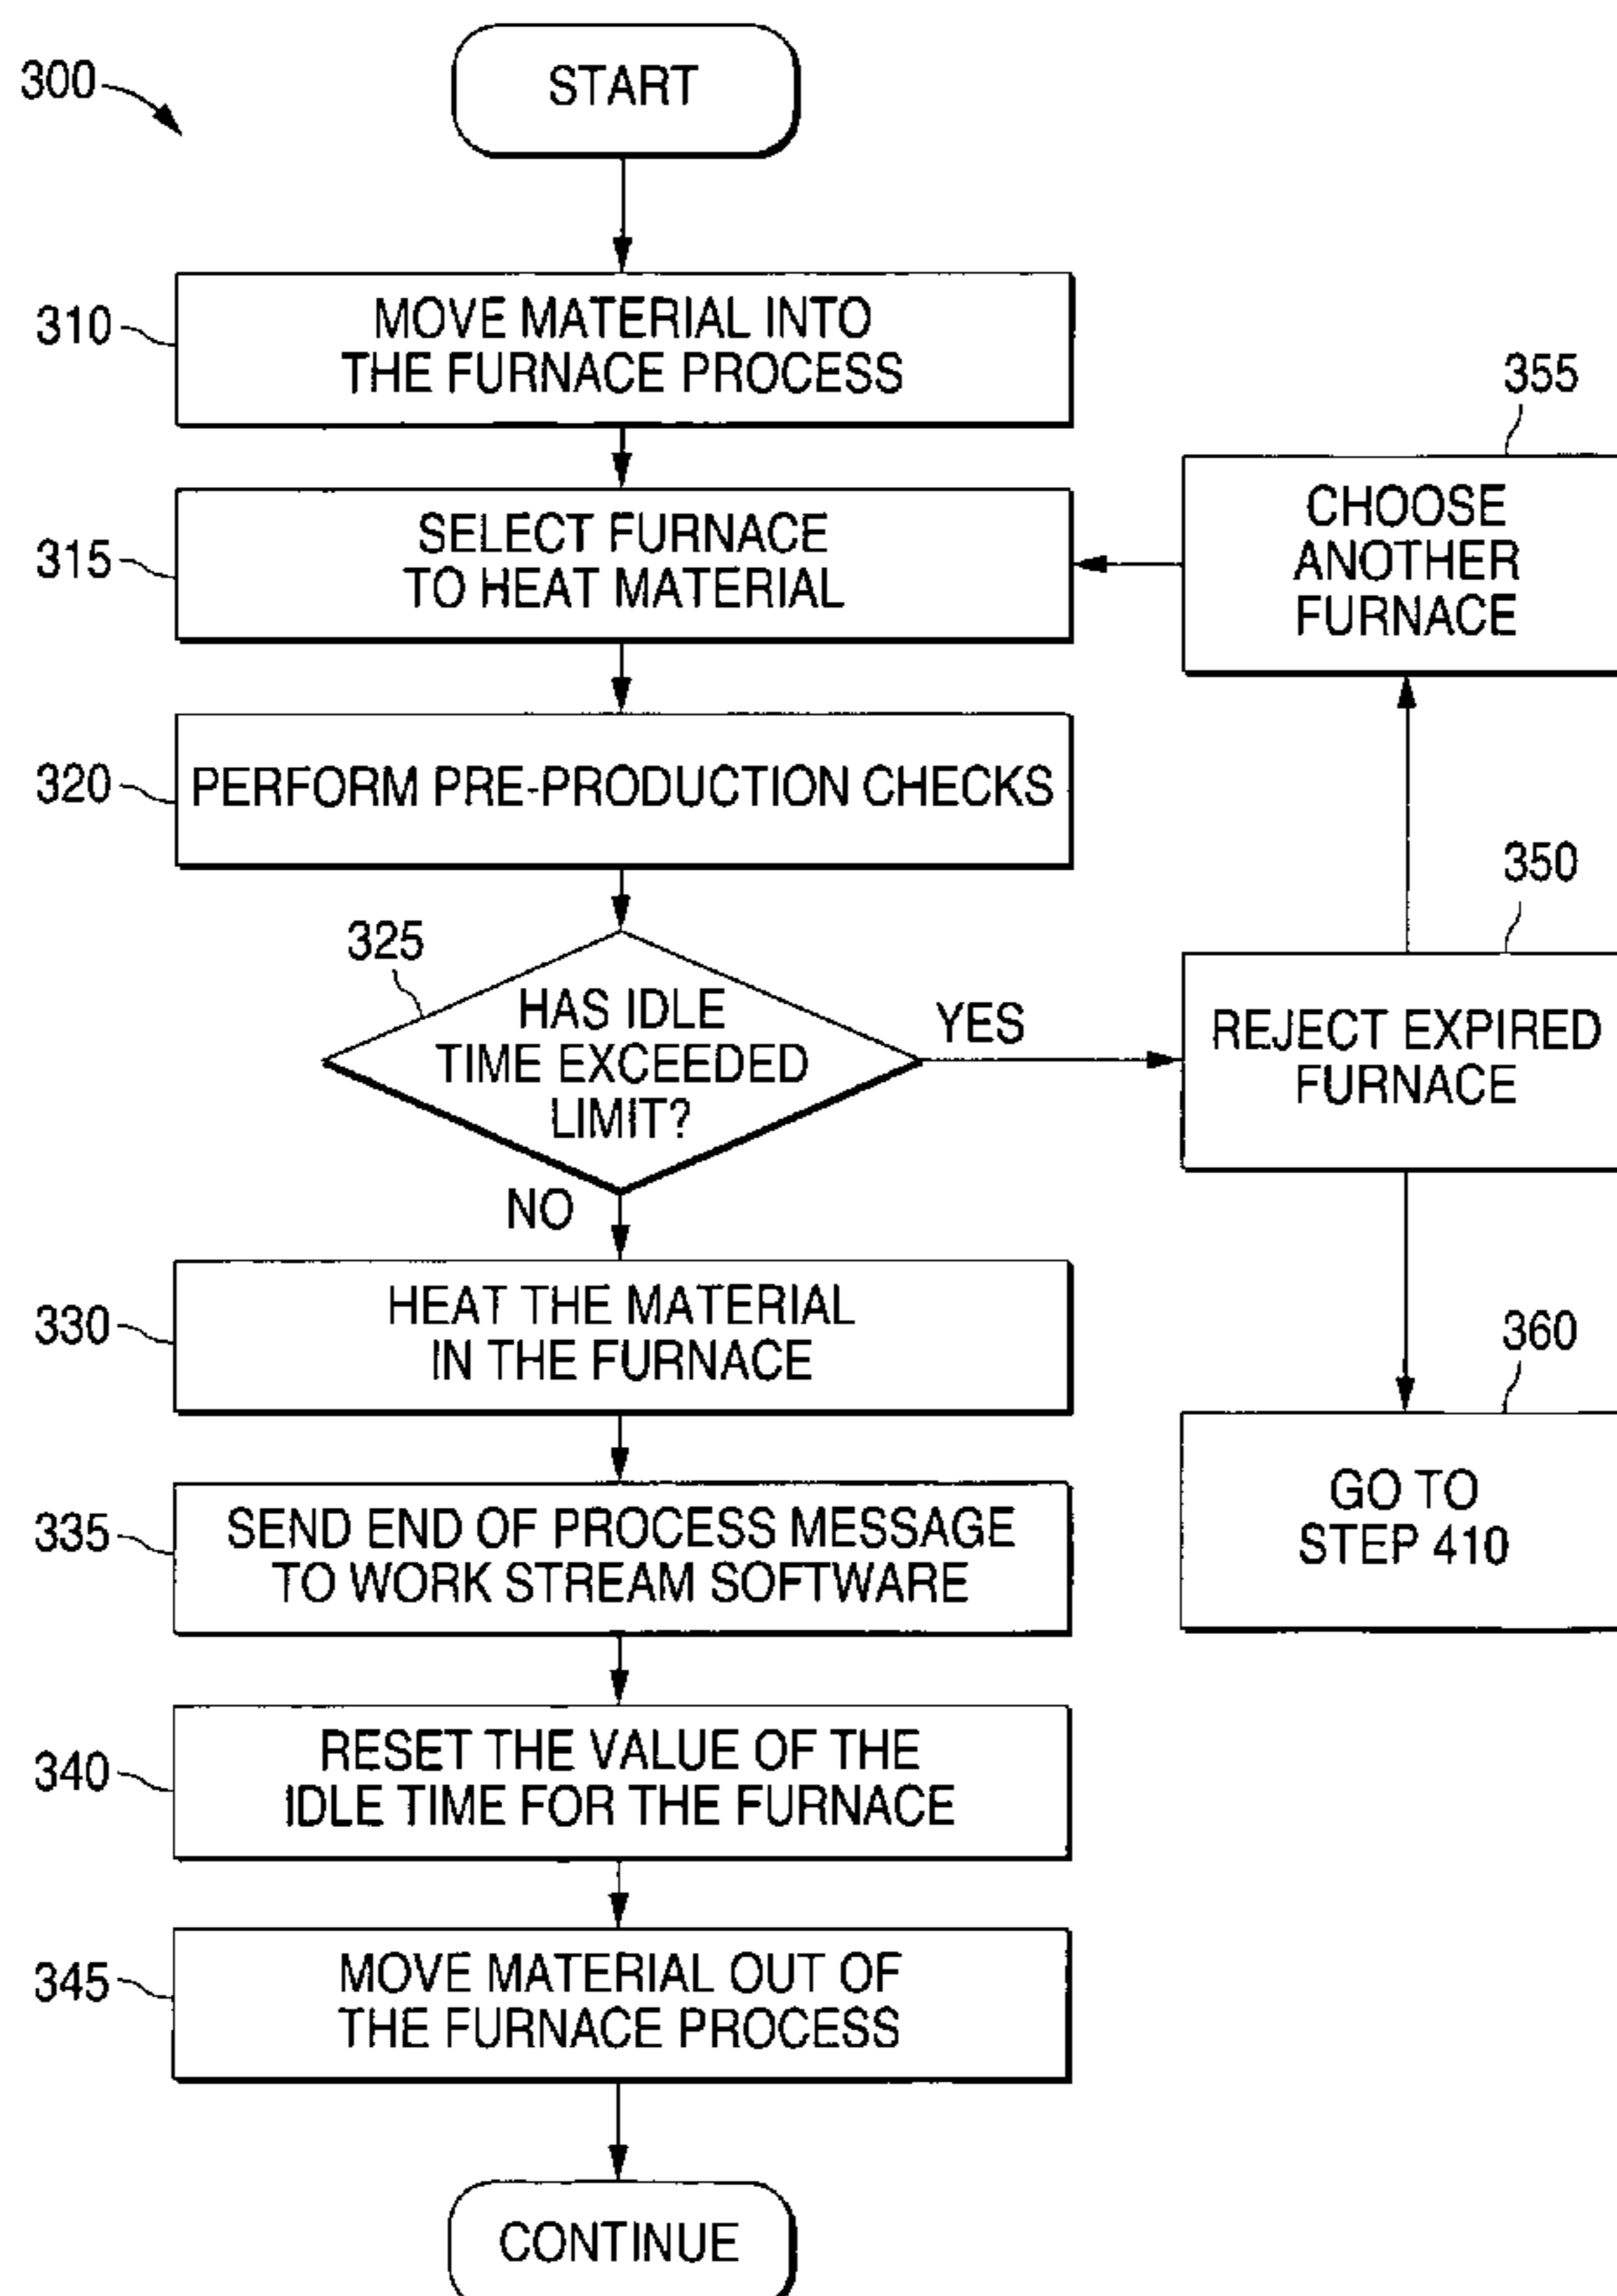 300
START
310
MOVE MATERIAL INTO
THE FURNACE PROCESS
315
SELECT FURNACE
TO HEAT MATERIAL
355
CHOOSE
ANOTHER
FURNACE
320
PERFORM PRE-PRODUCTION CHECKS
325
HAS IDLE
TIME EXCEEDED
LIMIT?
YES
NO
350
REJECT EXPIRED
FURNACE
330
HEAT THE MATERIAL
IN THE FURNACE
360
GO TO
STEP 410
335
SEND END OF PROCESS MESSAGE
TO WORK STREAM SOFTWARE
340
RESET THE VALUE OF THE
IDLE TIME FOR THE FURNACE
345
MOVE MATERIAL OUT OF
THE FURNACE PROCESS
CONTINUE